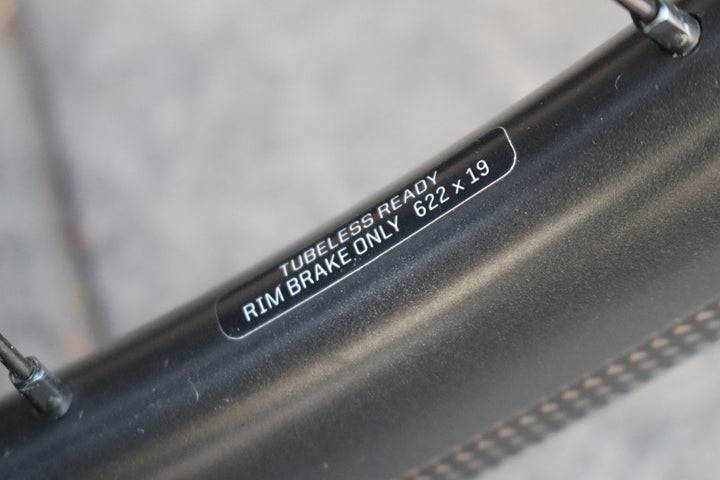 TUBELESS READY
RIM BRAKE ONLY 622 x 19